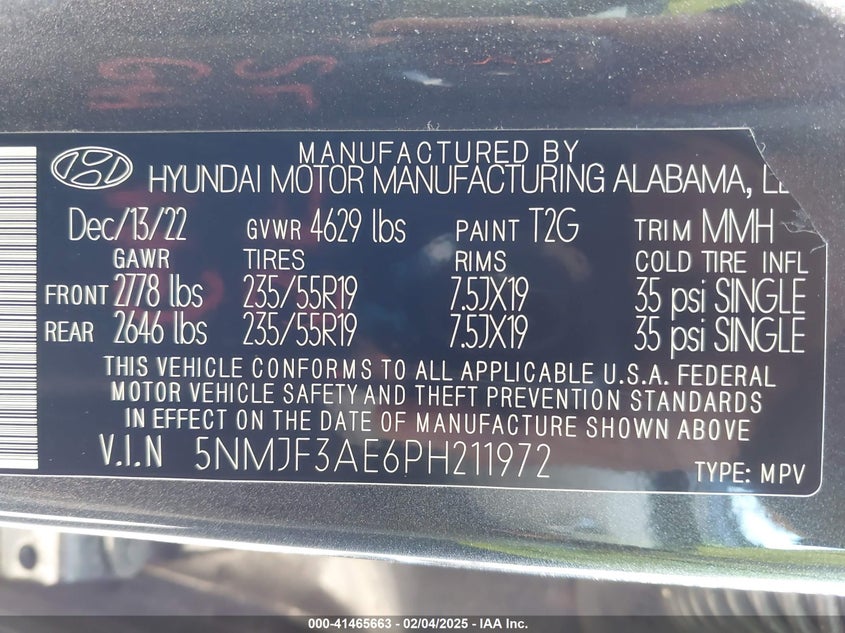 MANUFACTURED BY
HYUNDAI MOTOR MANUFACTURING ALABAMA,
Dec/13/22 GVWR 4629 lbs PAINT T2G TRIM MMH
GAWR TIRES RIMS COLD TIRE INFL
FRONT 2778 lbs 235/55R19 7.5JX19 35 psi SINGLE
REAR 2646 lbs 235/55R19 7.5JX19 35 psi SINGLE
THIS VEHICLE CONFORMS TO ALL APPLICABLE U.S.A. FEDERAL
MOTOR VEHICLE SAFETY AND THEFT PREVENTION STANDARDS
IN EFFECT ON THE DATE OF MANUFACTURE SHOWN ABOVE
V.I.N 5NMJF3AE6PH211972 TYPE: MPV
000-41465663 - 02/04/2025 - IAA Inc.